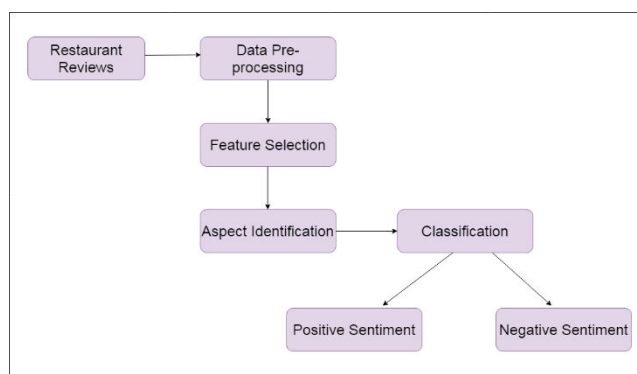 Restaurant
Reviews
Data Pre-
processing
Feature Selection
Aspect Identification
Classification
Positive Sentiment
Negative Sentiment